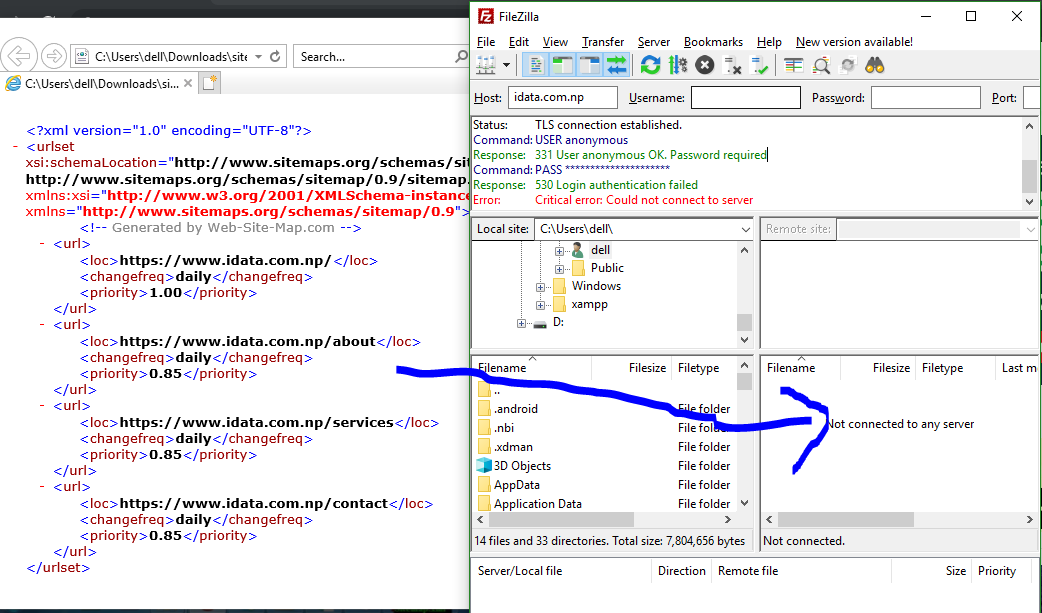 C:\Users\dell\Downloads\site
Search...
C:\Users\dell\Downloads\si...
<?xml version="1.0" encoding="UTF-8"?>
- <urlset
xsi:schemaLocation="http://www.sitemaps.org/schemas/sit
http://www.sitemaps.org/schemas/sitemap/0.9/sitemap.
xmlns:xsi="http://www.w3.org/2001/XMLSchema-instance
xmlns="http://www.sitemaps.org/schemas/sitemap/0.9">
<!-- Generated by Web-Site-Map.com -->
- <url>
<loc>https://www.idata.com.np/</loc>
<changefreq>daily</changefreq>
<priority>1.00</priority>
</url>
- <url>
<loc>https://www.idata.com.np/about</loc>
<changefreq>daily</changefreq>
<priority>0.85</priority>
</url>
- <url>
<loc>https://www.idata.com.np/services</loc>
<changefreq>daily</changefreq>
<priority>0.85</priority>
</url>
- <url>
<loc>https://www.idata.com.np/contact</loc>
<changefreq>daily</changefreq>
<priority>0.85</priority>
</url>
</urlset>
FileZilla
File Edit View Transfer Server Bookmarks Help New version available!
Host: idata.com.np Username: Password: Port:
Status: TLS connection established.
Command: USER anonymous
Response: 331 User anonymous OK. Password required
Command: PASS ********************
Response: 530 Login authentication failed
Error: Critical error: Could not connect to server
Local site: C:\Users\dell\
Remote site:
dell
Public
Windows
xampp
D:
Filename Filesize Filetype
..
.android File folder
.nbi File folder
.xdman File folder
3D Objects File folder
AppData File folder
Application Data File folder
14 files and 33 directories. Total size: 7,804,656 bytes
Filename Filesize Filetype Last m
Not connected to any server
Not connected.
Server/Local file Direction Remote file Size Priority